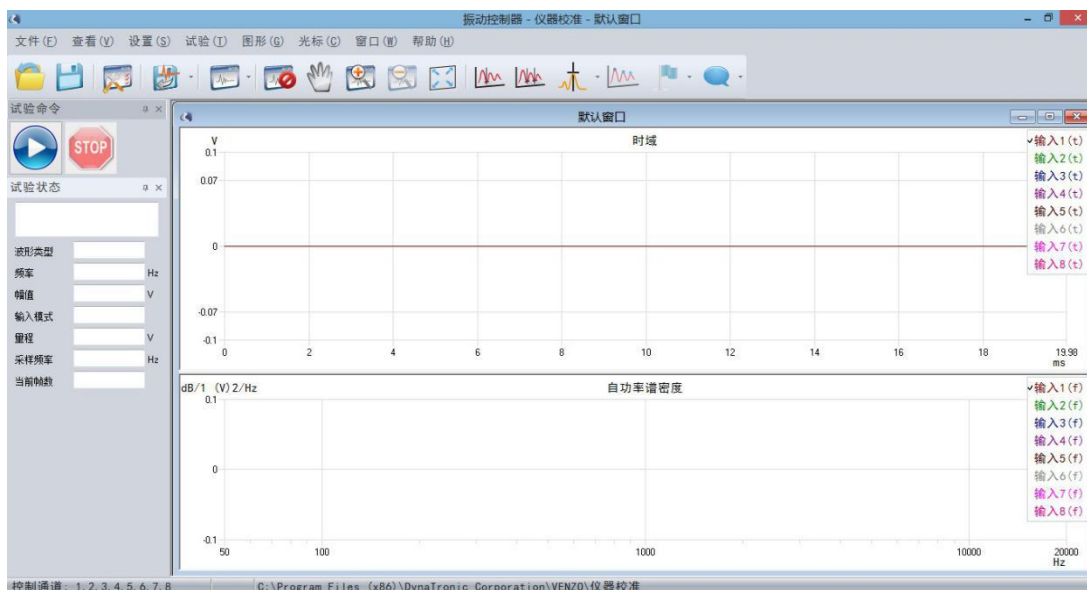 振动控制器 - 仪器校准 - 默认窗口
文件(F) 查看(V) 设置(S) 试验(T) 图形(G) 光标(C) 窗口(W) 帮助(H)
试验命令
STOP
试验状态
波形类型
频率 Hz
幅值 V
输入模式
量程 V
采样频率 Hz
当前帧数
默认窗口
V 时域
0.1
0.07
0
-0.07
-0.1
0 2 4 6 8 10 12 14 16 18 19.98
ms
输入1(t)
输入2(t)
输入3(t)
输入4(t)
输入5(t)
输入6(t)
输入7(t)
输入8(t)
dB/1 (V)2/Hz 自功率谱密度
0.1
0
-0.1
50 100 1000 10000 20000
Hz
输入1(f)
输入2(f)
输入3(f)
输入4(f)
输入5(f)
输入6(f)
输入7(f)
输入8(f)
控制通道: 1,2,3,4,5,6,7,8 C:\Program Files (x86)\DynaTronic Corporation\VENZO\仪器校准